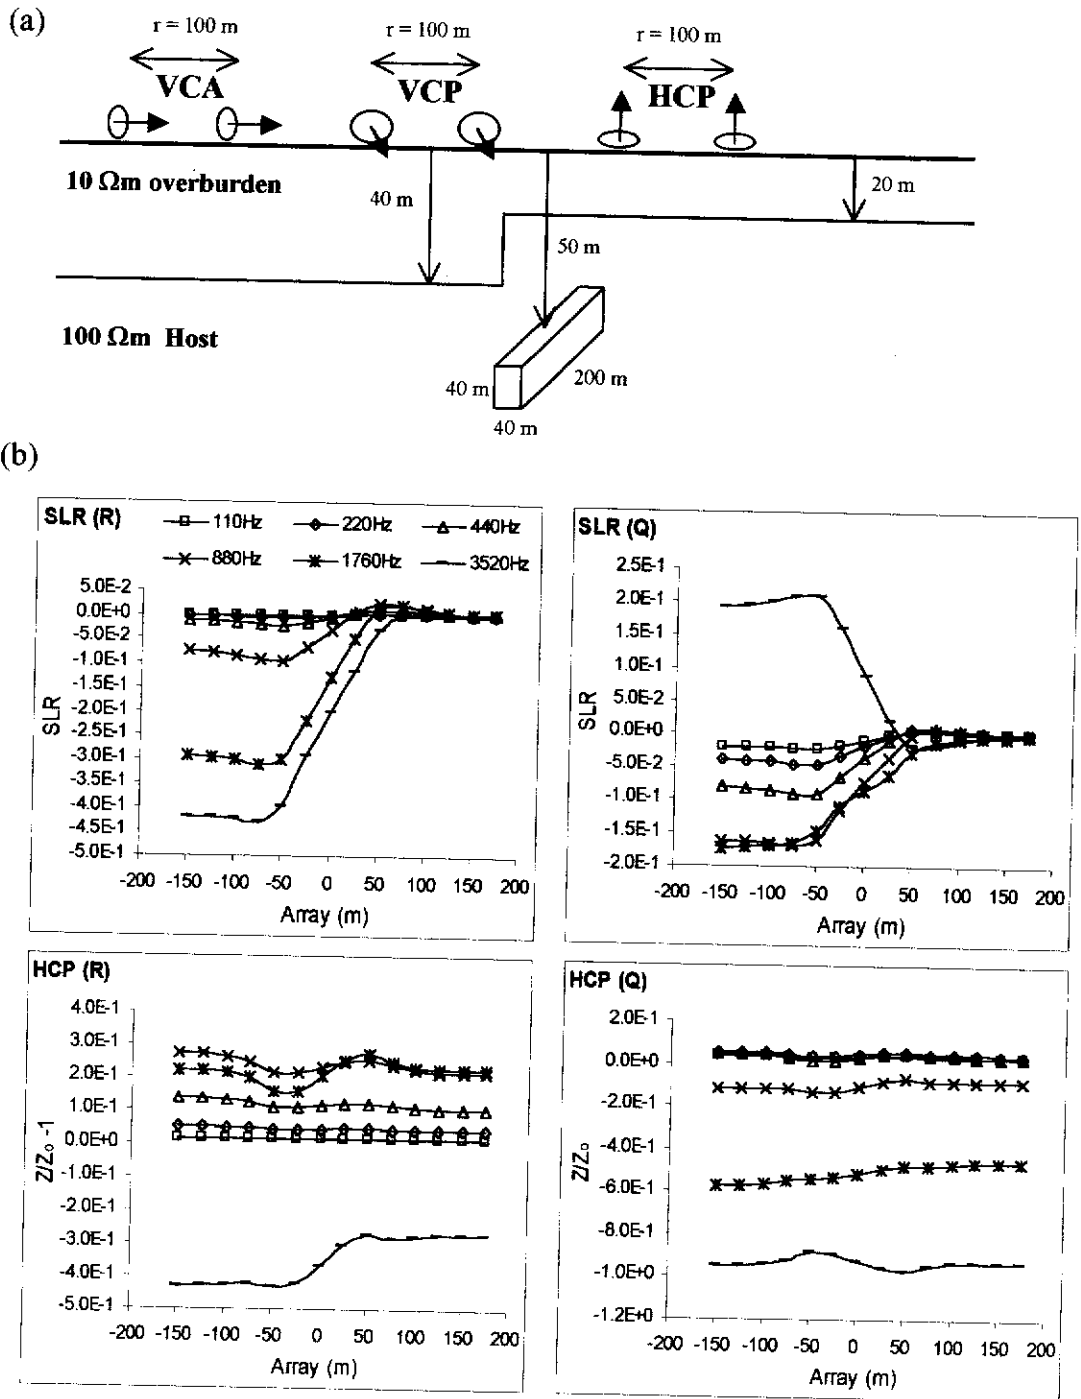 (a)
r = 100 m
r = 100 m
r = 100 m
VCA
VCP
HCP
10 Ωm overburden
40 m
20 m
50 m
100 Ωm Host
40 m
200 m
40 m
(b)
SLR (R)
110Hz
220Hz
440Hz
880Hz
1760Hz
3520Hz
5.0E-2
0.0E+0
-5.0E-2
-1.0E-1
-1.5E-1
-2.0E-1
-2.5E-1
-3.0E-1
-3.5E-1
-4.0E-1
-4.5E-1
-5.0E-1
SLR
-200 -150 -100 -50 0 50 100 150 200
Array (m)
SLR (Q)
2.5E-1
2.0E-1
1.5E-1
1.0E-1
5.0E-2
0.0E+0
-5.0E-2
-1.0E-1
-1.5E-1
-2.0E-1
SLR
-200 -150 -100 -50 0 50 100 150 200
Array (m)
HCP (R)
4.0E-1
3.0E-1
2.0E-1
1.0E-1
0.0E+0
-1.0E-1
-2.0E-1
-3.0E-1
-4.0E-1
-5.0E-1
Z/Z₀ -1
-200 -150 -100 -50 0 50 100 150 200
Array (m)
HCP (Q)
2.0E-1
0.0E+0
-2.0E-1
-4.0E-1
-6.0E-1
-8.0E-1
-1.0E+0
-1.2E+0
Z/Z₀
-200 -150 -100 -50 0 50 100 150 200
Array (m)